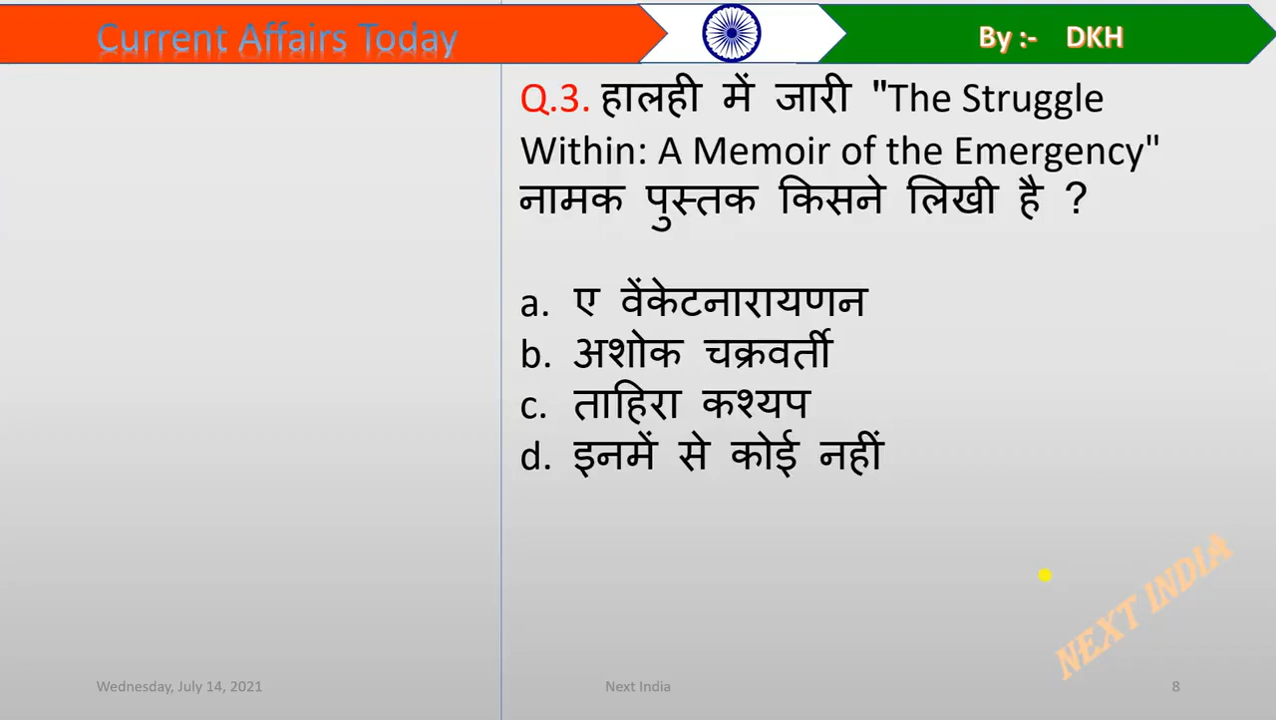 Current Affairs Today
By :- DKH
Q.3. हालही में जारी "The Struggle
Within: A Memoir of the Emergency"
नामक पुस्तक किसने लिखी है ?
a. ए वेंकेटनारायणन
b. अशोक चक्रवर्ती
c. ताहिरा कश्यप
d. इनमें से कोई नहीं
NEXT INDIA
Wednesday, July 14, 2021
Next India
8